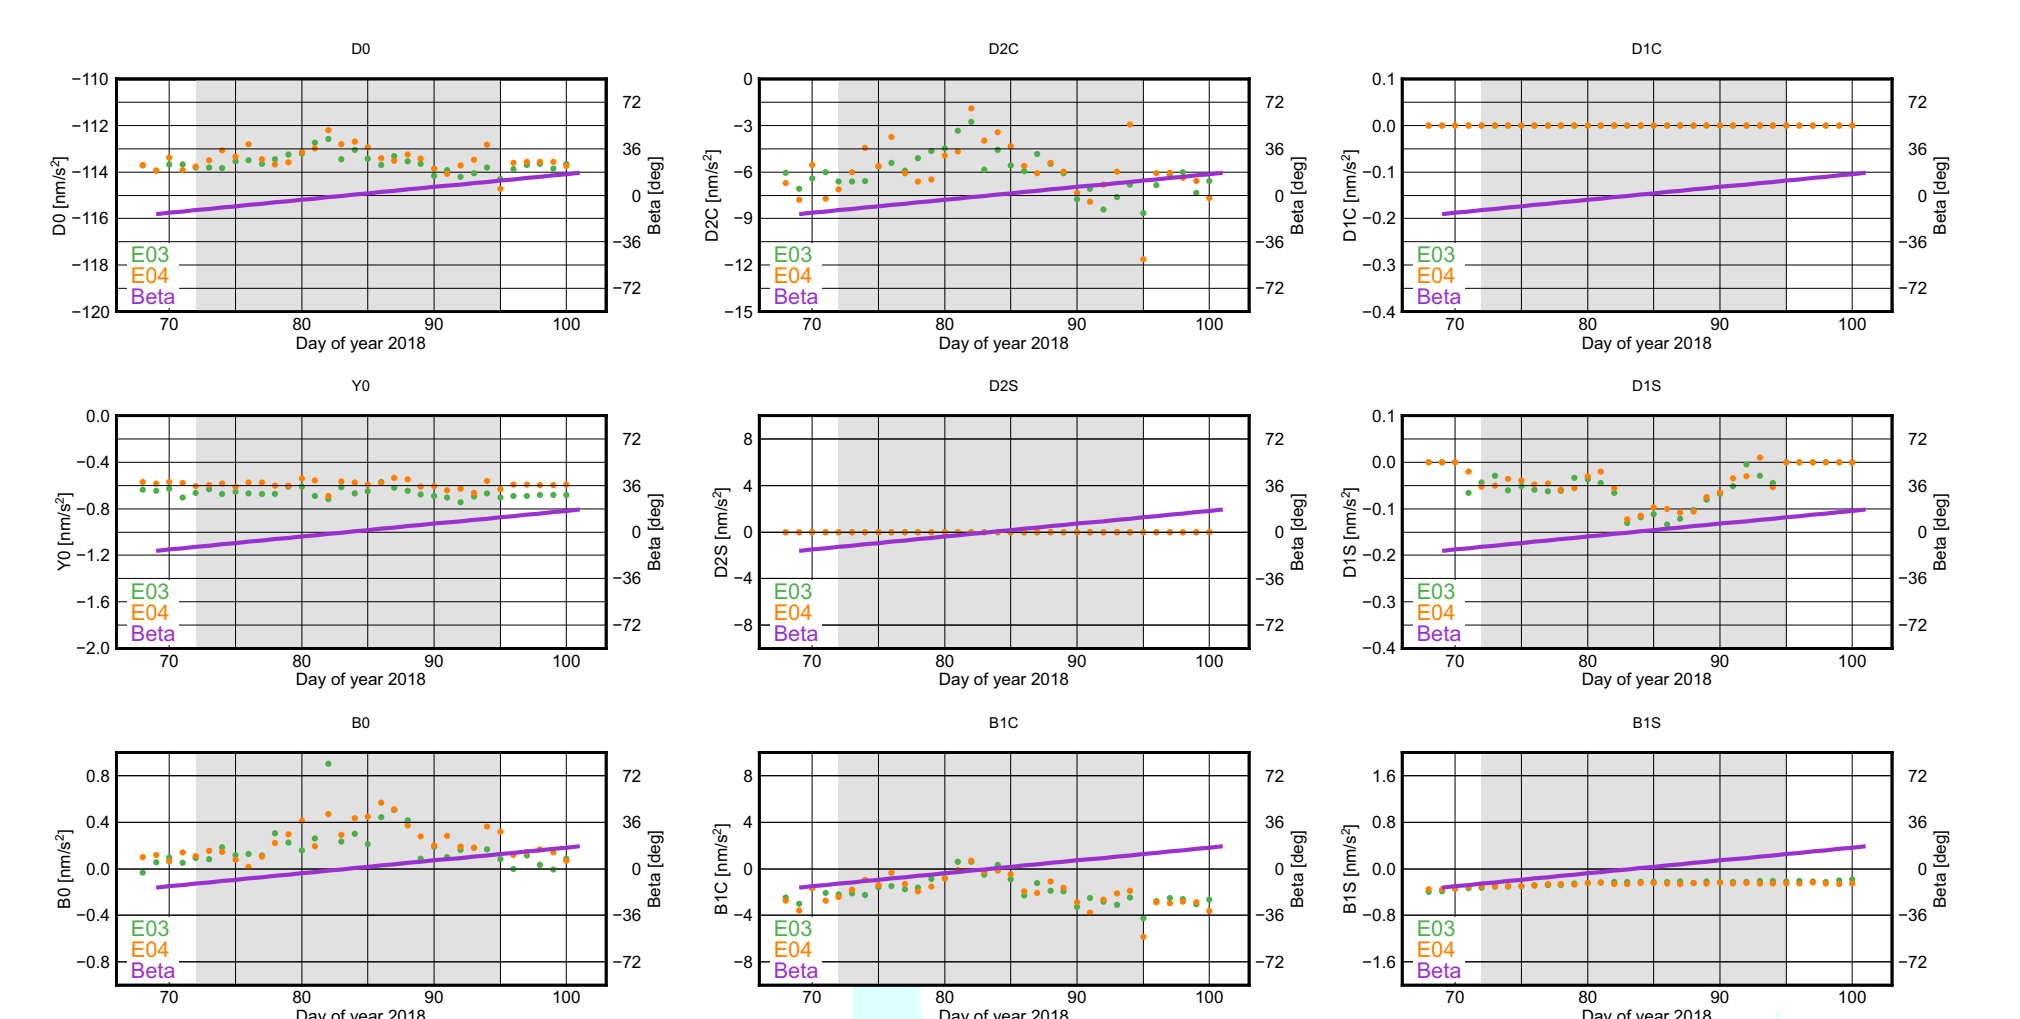 D0 D2C D1C
−110 0 0.1
72 72 72
−112 −3 0.0
36 36 36
−114 −6 −0.1
D0 [nm/s²] 0 Beta [deg] D2C [nm/s²] 0 Beta [deg] D1C [nm/s²] 0 Beta [deg]
−116 −9 −0.2
−36 −36 −36
E03 E03 E03
−118 −12 −0.3
E04 E04 E04
−72 −72 −72
Beta Beta Beta
−120 −15 −0.4
70 80 90 100 70 80 90 100 70 80 90 100
Day of year 2018 Day of year 2018 Day of year 2018
Y0 D2S D1S
0.0 0.1
72 8 72 72
−0.4 0.0
36 4 36 36
−0.8 −0.1
Y0 [nm/s²] 0 Beta [deg] D2S [nm/s²] 0 0 Beta [deg] D1S [nm/s²] 0 Beta [deg]
−1.2 −0.2
−36 −4 −36 −36
E03 E03 E03
−1.6 −0.3
E04 E04 E04
−72 −8 −72 −72
Beta Beta Beta
−2.0 −0.4
70 80 90 100 70 80 90 100 70 80 90 100
Day of year 2018 Day of year 2018 Day of year 2018
B0 B1C B1S
0.8 72 8 72 1.6 72
0.4 36 4 36 0.8 36
B0 [nm/s²] 0.0 0 Beta [deg] B1C [nm/s²] 0 0 Beta [deg] B1S [nm/s²] 0.0 0 Beta [deg]
−0.4 −36 −4 −36 −0.8 −36
E03 E03 E03
E04 E04 E04
−0.8 −72 −8 −72 −1.6 −72
Beta Beta Beta
70 80 90 100 70 80 90 100 70 80 90 100
Day of year 2018 Day of year 2018 Day of year 2018